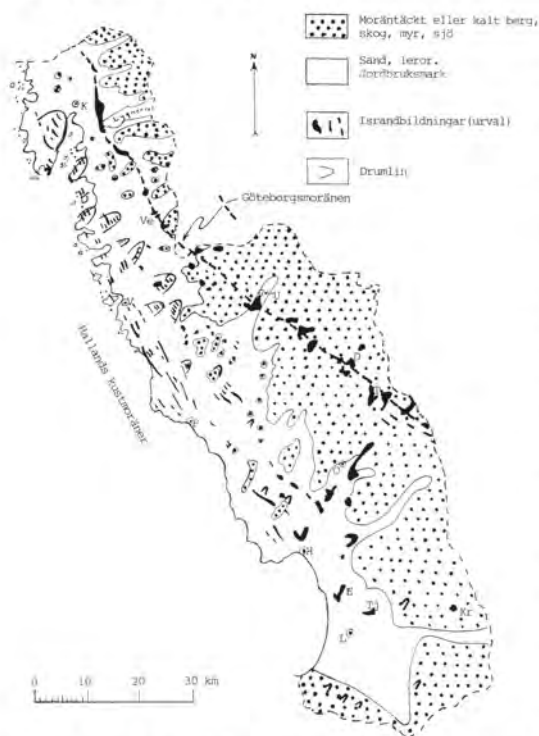 Moräntäckt eller kalt berg,
skog, myr, sjö
Sand, leror.
Jordbruksmark
Israndbildningar(urval)
Drumlin
N
K
Lygnern
Göteborgsmoränen
Ve
Hallands kustmoräner
H
E
Kr
L
0 10 20 30 km